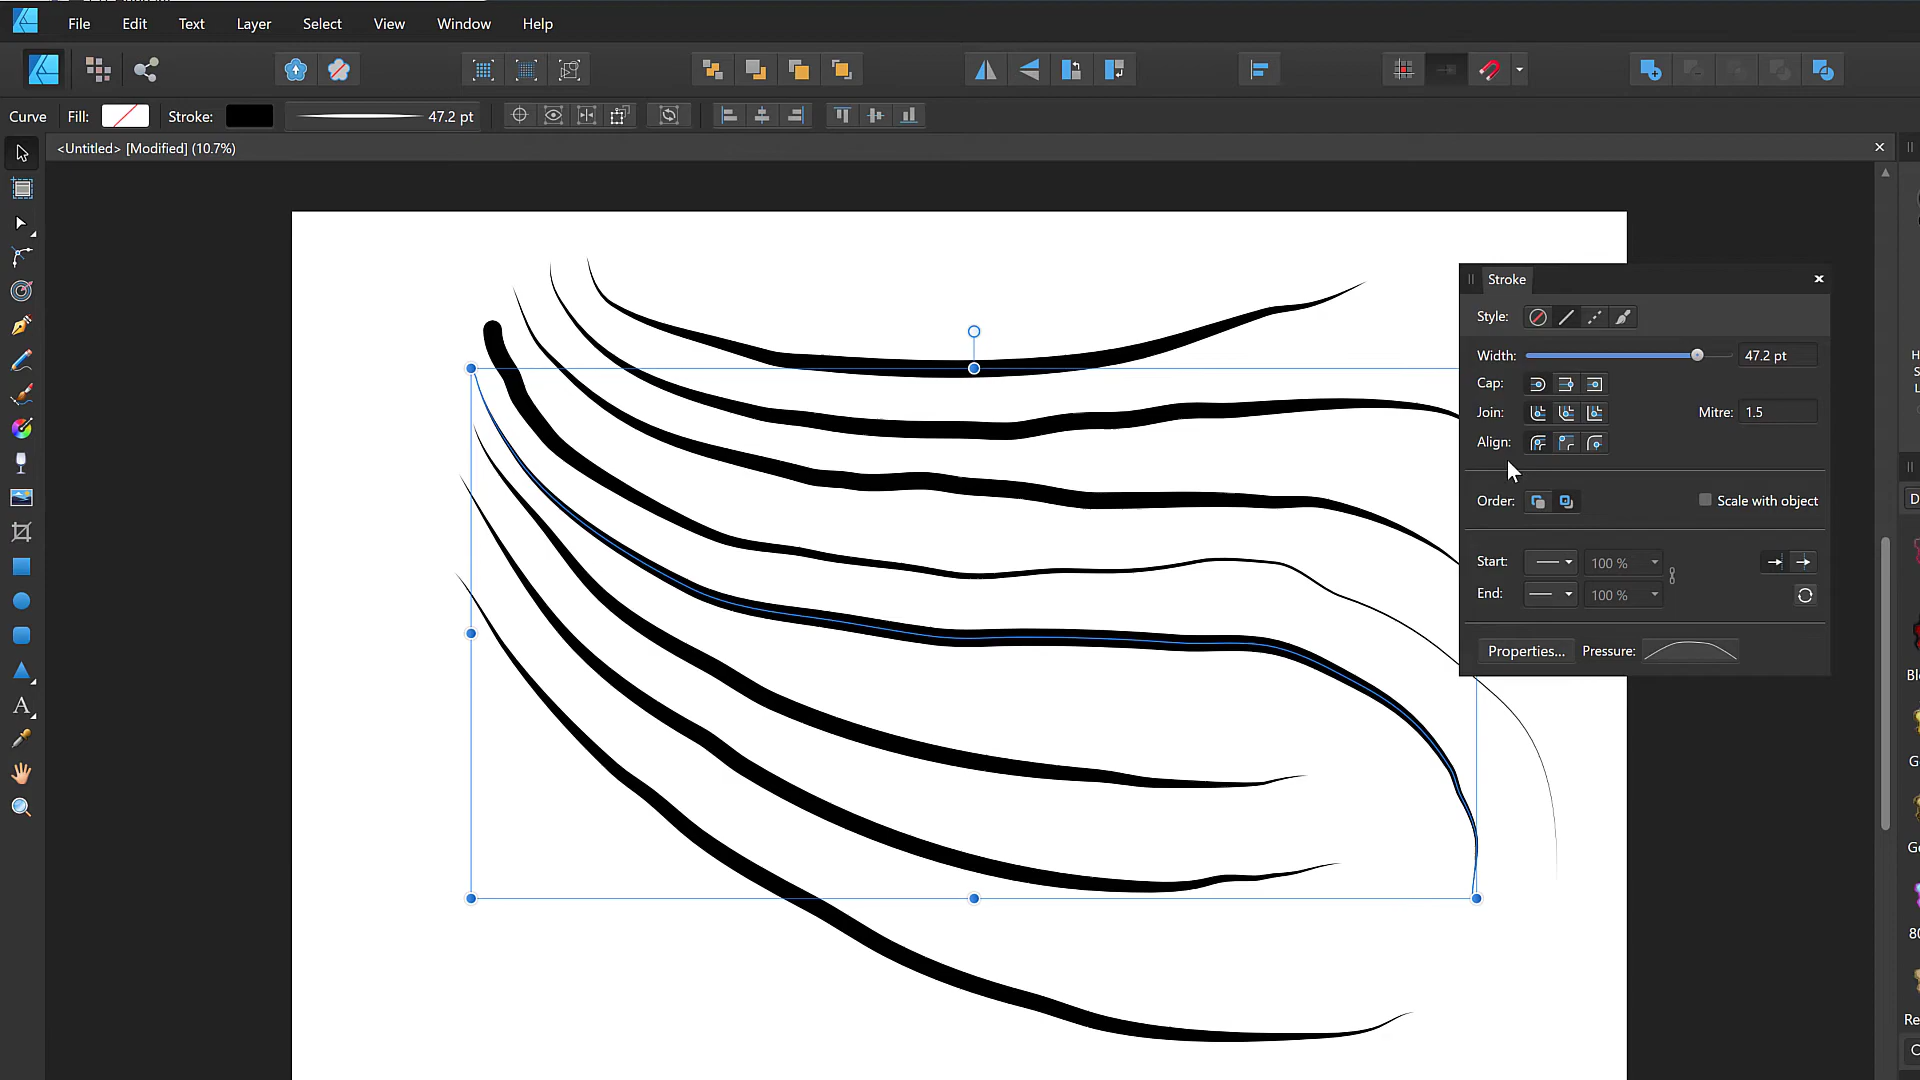 File Edit Text Layer Select View Window Help
Curve Fill: Stroke: 47.2 pt
<Untitled> [Modified] (10.7%)
Stroke
Style:
Width: 47.2 pt
Cap:
Join: Mitre: 1.5
Align:
Order: Scale with object
Start: 100 %
End: 100 %
Properties... Pressure: